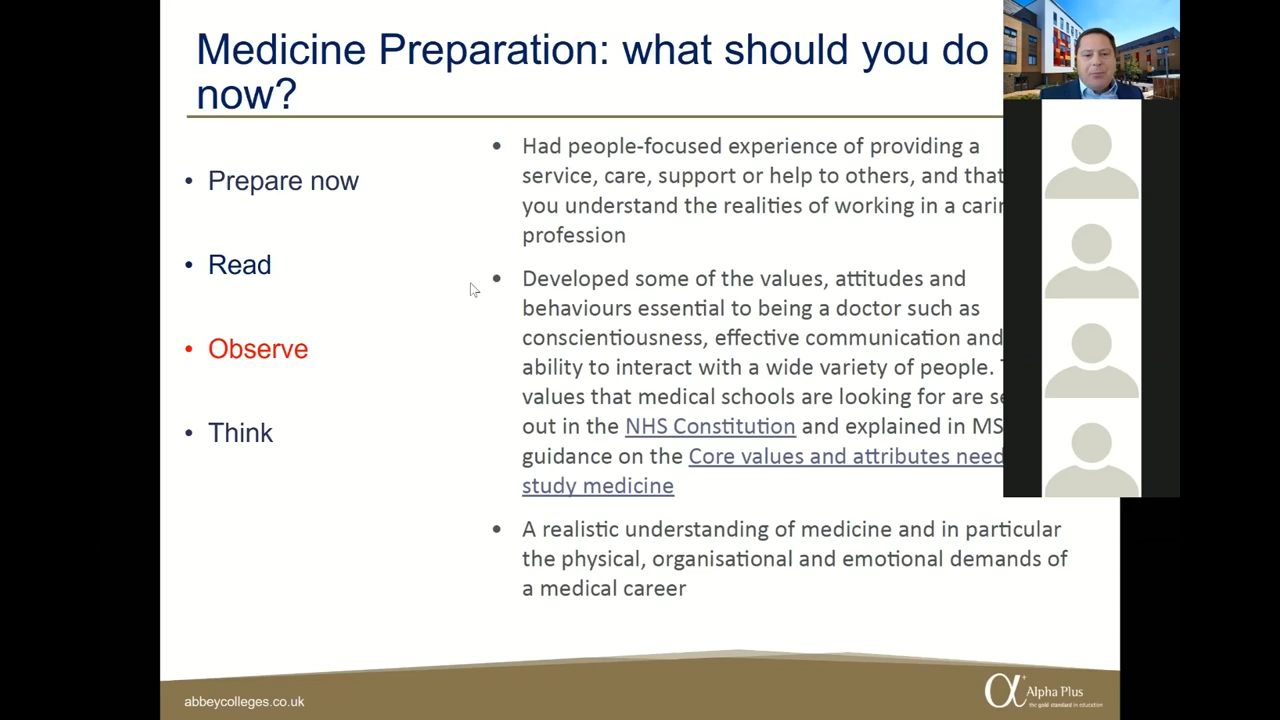 Medicine Preparation: what should you do
now?
• Prepare now
• Read
• Observe
• Think
• Had people-focused experience of providing a
service, care, support or help to others, and that
you understand the realities of working in a
profession
• Developed some of the values, attitudes and
behaviours essential to being a doctor such as
conscientiousness, effective communication and
ability to interact with a wide variety of people.
values that medical schools are looking for are
out in the NHS Constitution and explained in
guidance on the Core values and attributes
study medicine
• A realistic understanding of medicine and in particular
the physical, organisational and emotional demands of
a medical career
abbeycolleges.co.uk
α+ Alpha Plus
the gold standard in education